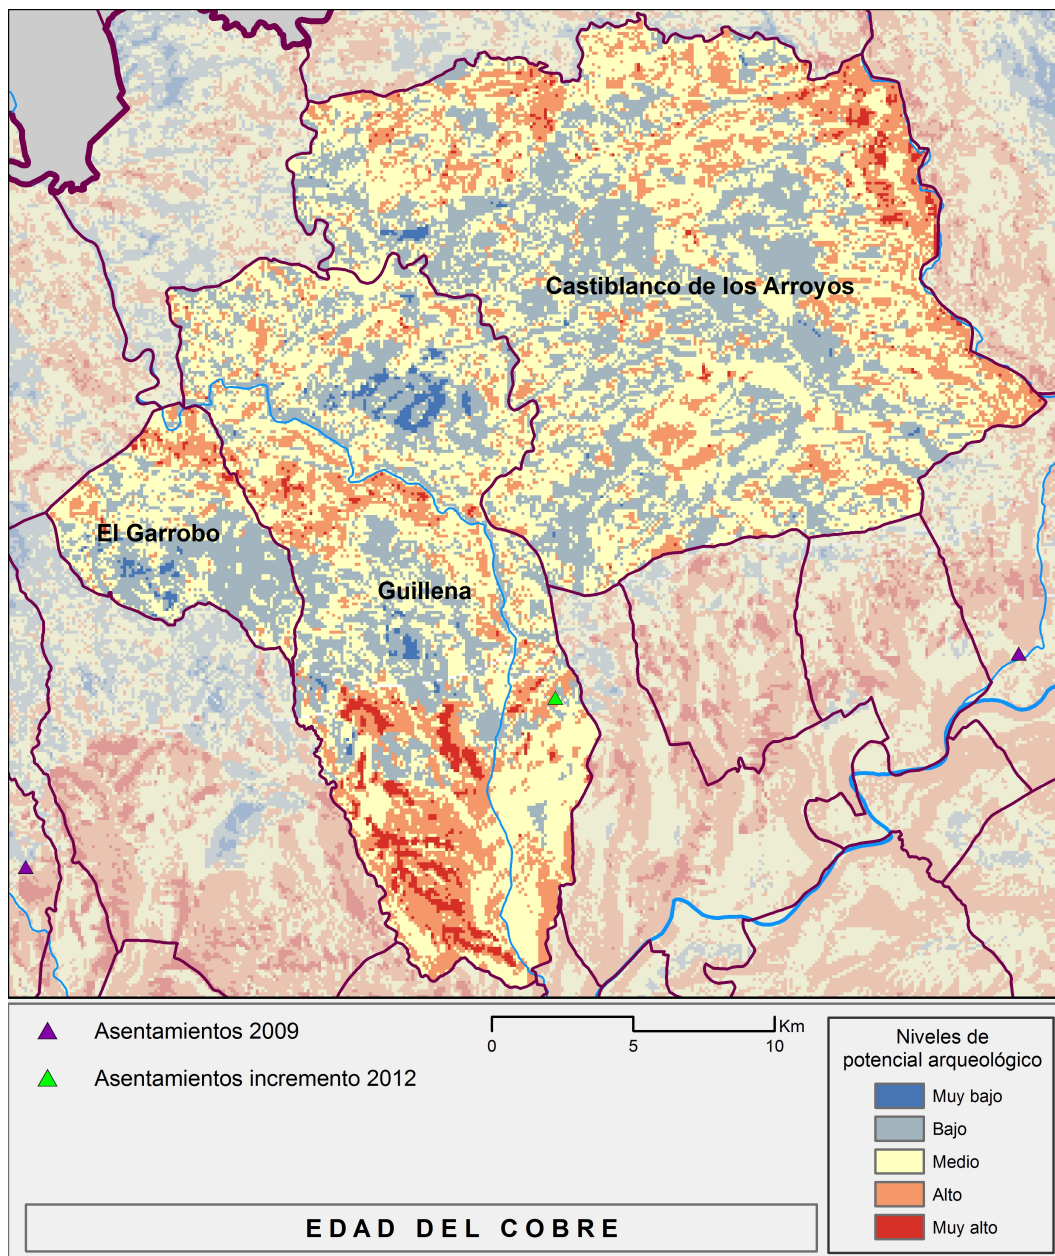 Castiblanco de los Arroyos
El Garrobo
Guillena
Asentamientos 2009
Asentamientos incremento 2012
Km
0 5 10
Niveles de
potencial arqueológico
Muy bajo
Bajo
Medio
Alto
Muy alto
EDAD DEL COBRE